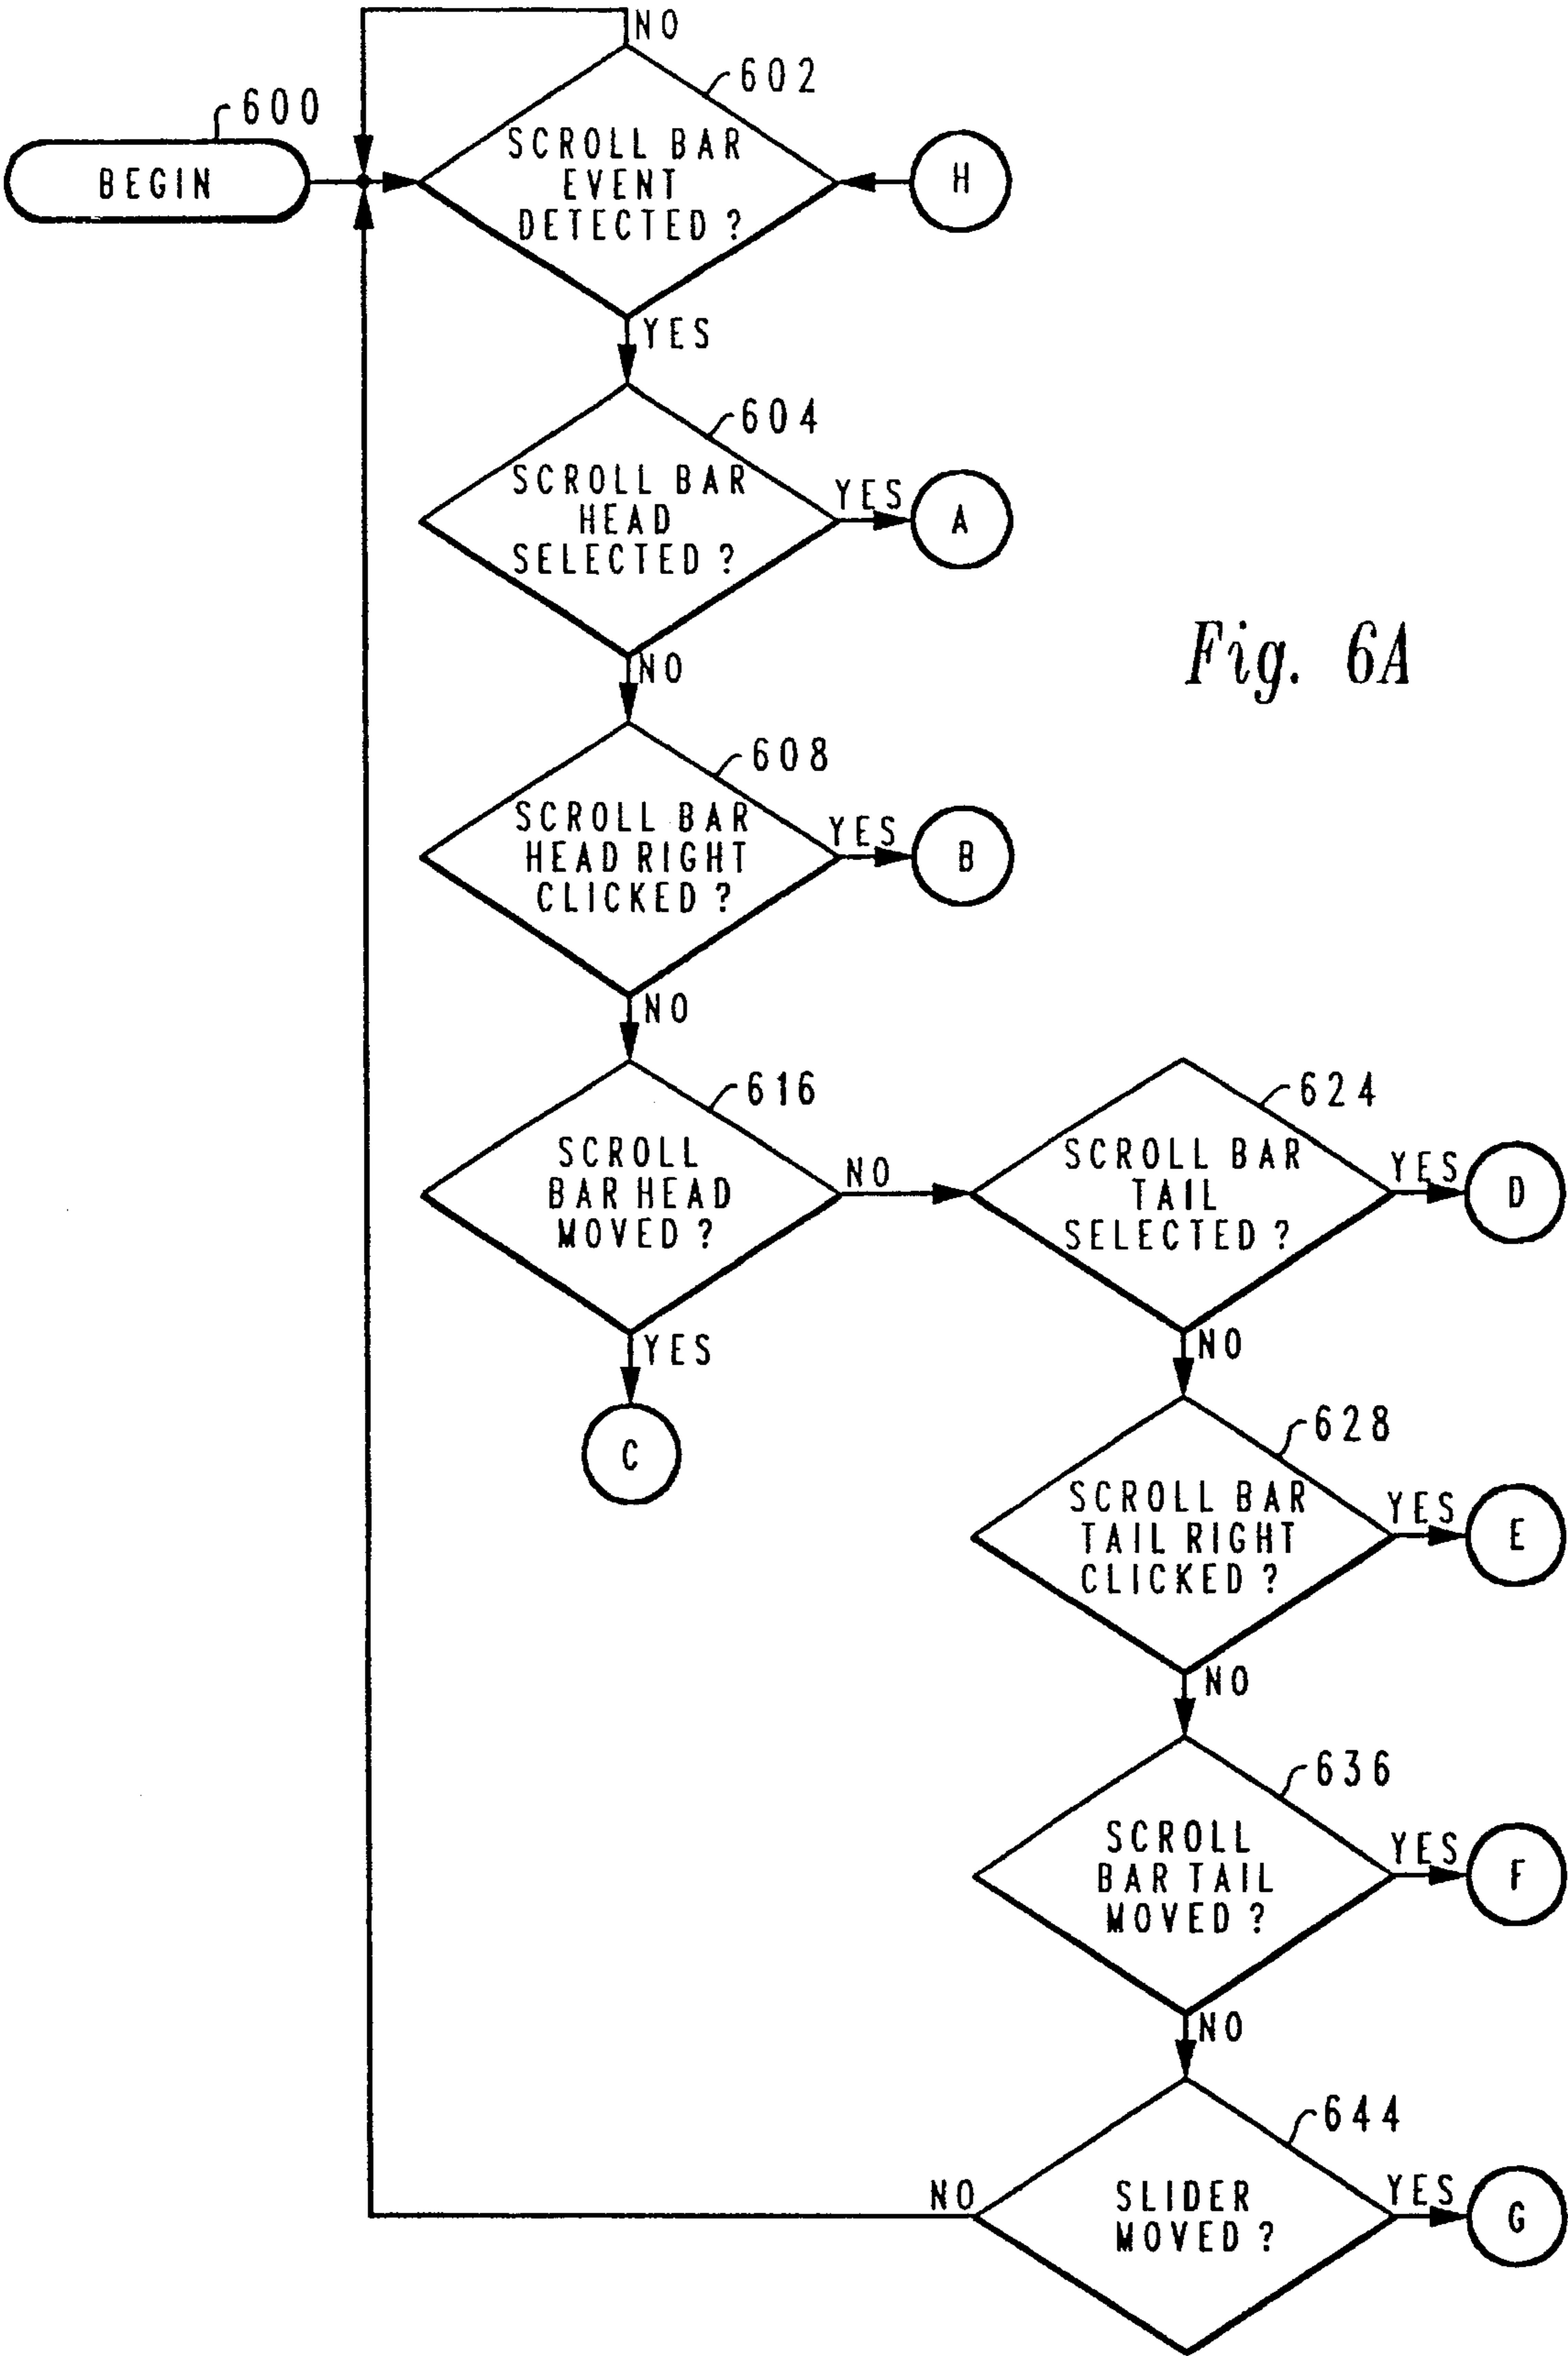 NO
602
600
SCROLL BAR
EVENT
DETECTED ?
BEGIN
H
YES
604
SCROLL BAR
HEAD
SELECTED ?
YES
A
NO
Fig. 6A
608
SCROLL BAR
HEAD RIGHT
CLICKED ?
YES
B
NO
616
SCROLL
BAR HEAD
MOVED ?
NO
YES
C
624
SCROLL BAR
TAIL
SELECTED ?
YES
D
NO
628
SCROLL BAR
TAIL RIGHT
CLICKED ?
YES
E
NO
636
SCROLL
BAR TAIL
MOVED ?
YES
F
NO
644
SLIDER
MOVED ?
NO
YES
G